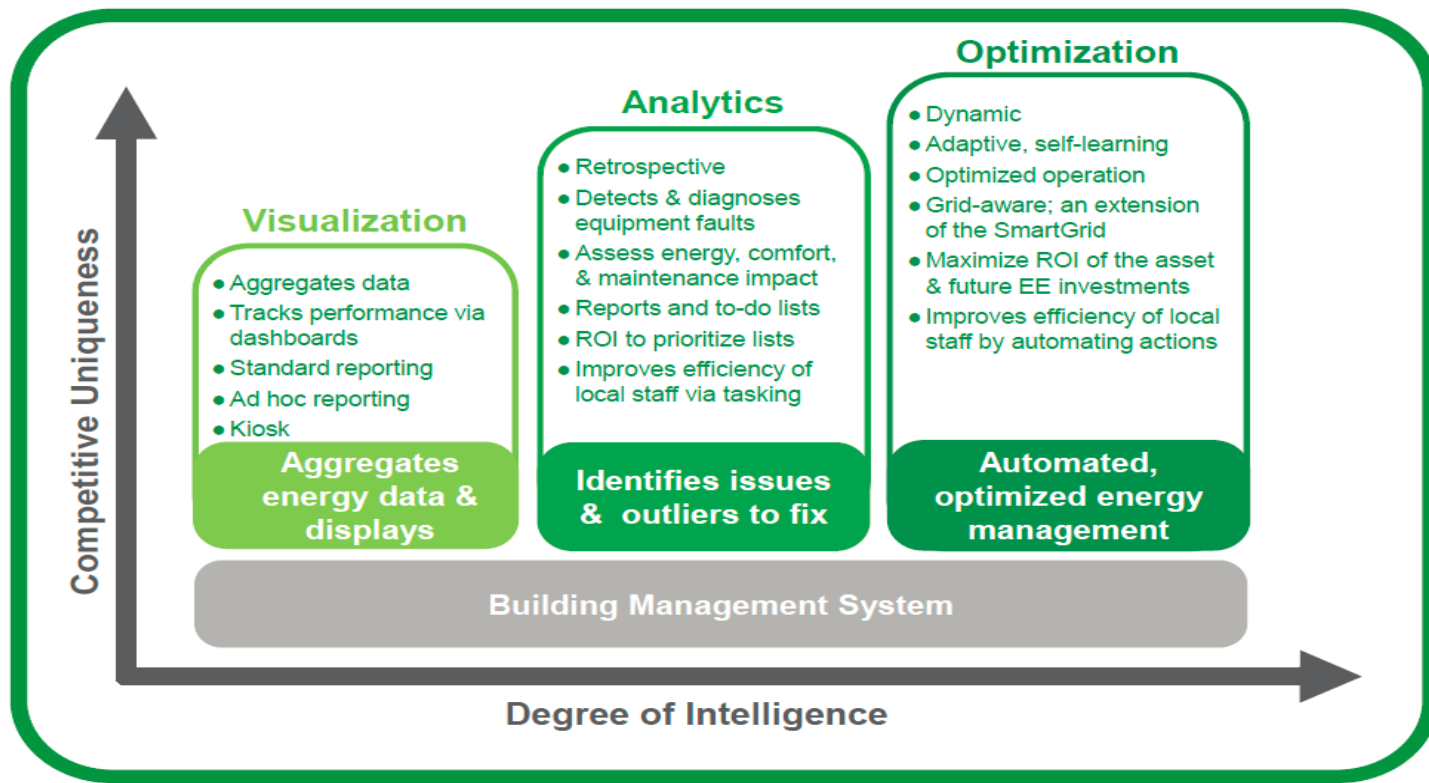 Optimization
• Dynamic
• Adaptive, self-learning
• Optimized operation
• Grid-aware; an extension
of the SmartGrid
• Maximize ROI of the asset
& future EE investments
• Improves efficiency of local
staff by automating actions
Automated,
optimized energy
management
Analytics
• Retrospective
• Detects & diagnoses
equipment faults
• Assess energy, comfort,
& maintenance impact
• Reports and to-do lists
• ROI to prioritize lists
• Improves efficiency of
local staff via tasking
Identifies issues
& outliers to fix
Visualization
• Aggregates data
• Tracks performance via
dashboards
• Standard reporting
• Ad hoc reporting
• Kiosk
Aggregates
energy data &
displays
Building Management System
Competitive Uniqueness
Degree of Intelligence